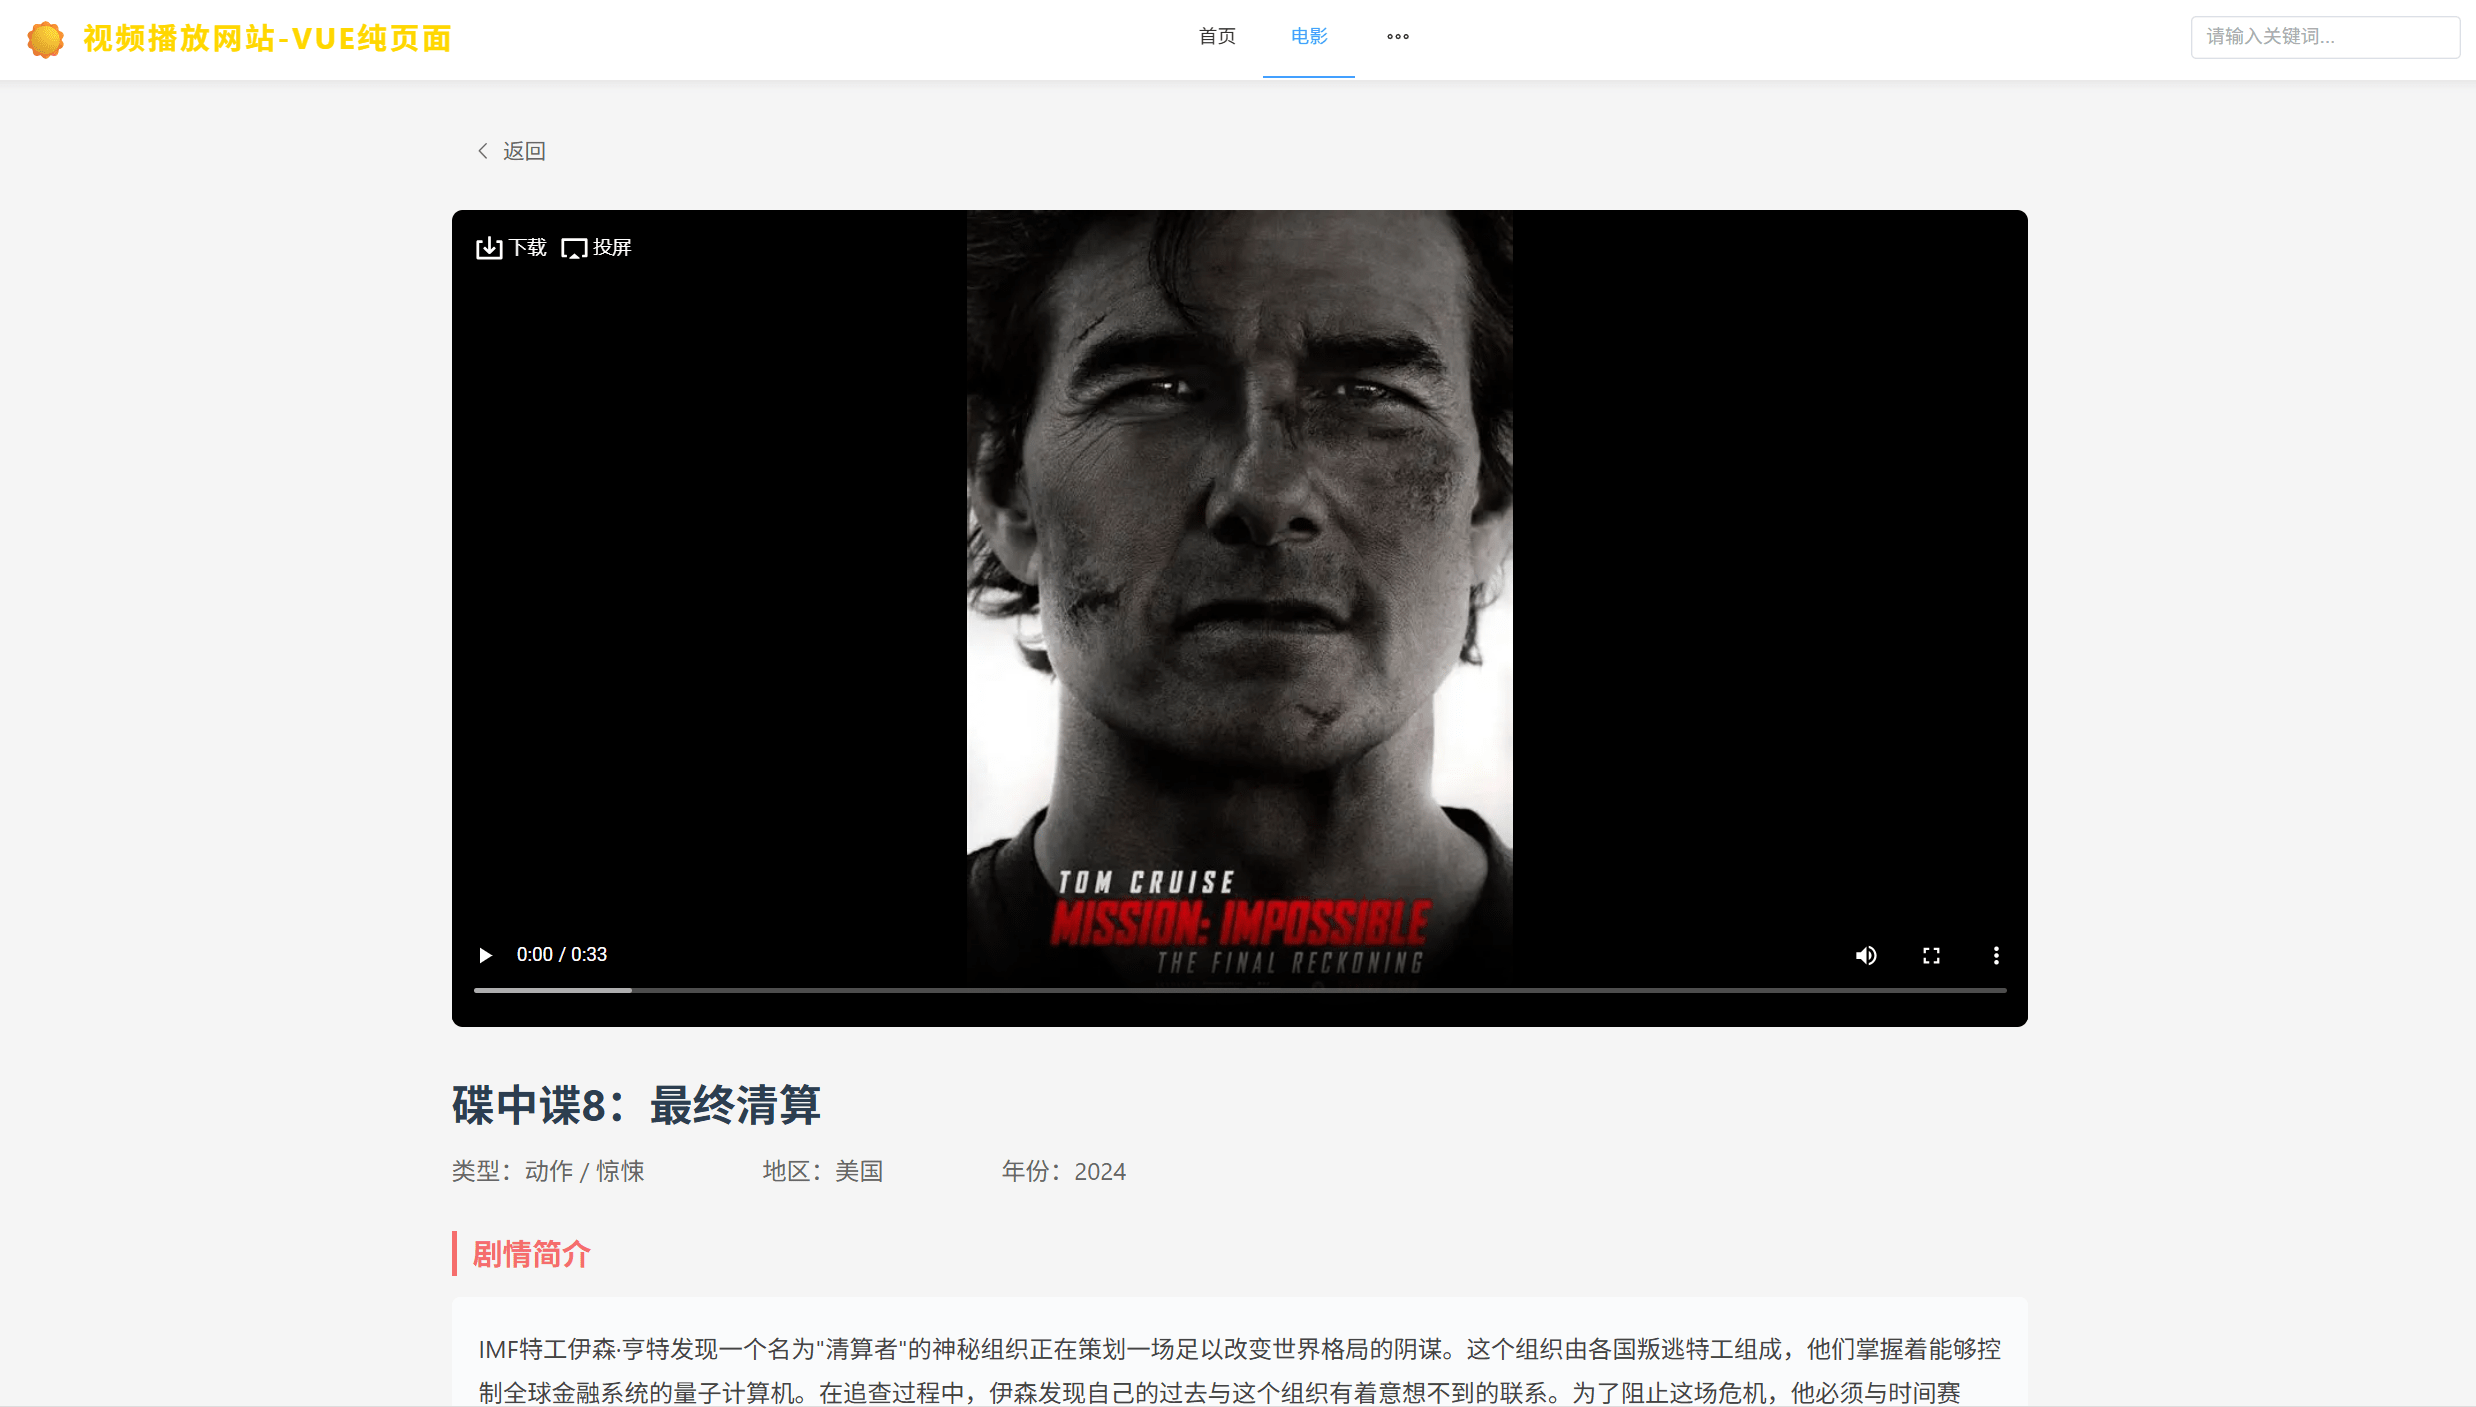 视频播放网站-VUE纯页面
首页
电影
请输入关键词...
返回
下载
投屏
TOM CRUISE
MISSION: IMPOSSIBLE
THE FINAL RECKONING
0:00 / 0:33
碟中谍8：最终清算
类型：动作 / 惊悚
地区：美国
年份：2024
剧情简介
IMF特工伊森·亨特发现一个名为"清算者"的神秘组织正在策划一场足以改变世界格局的阴谋。这个组织由各国叛逃特工组成，他们掌握着能够控
制全球金融系统的量子计算机。在追查过程中，伊森发现自己的过去与这个组织有着意想不到的联系。为了阻止这场危机，他必须与时间赛